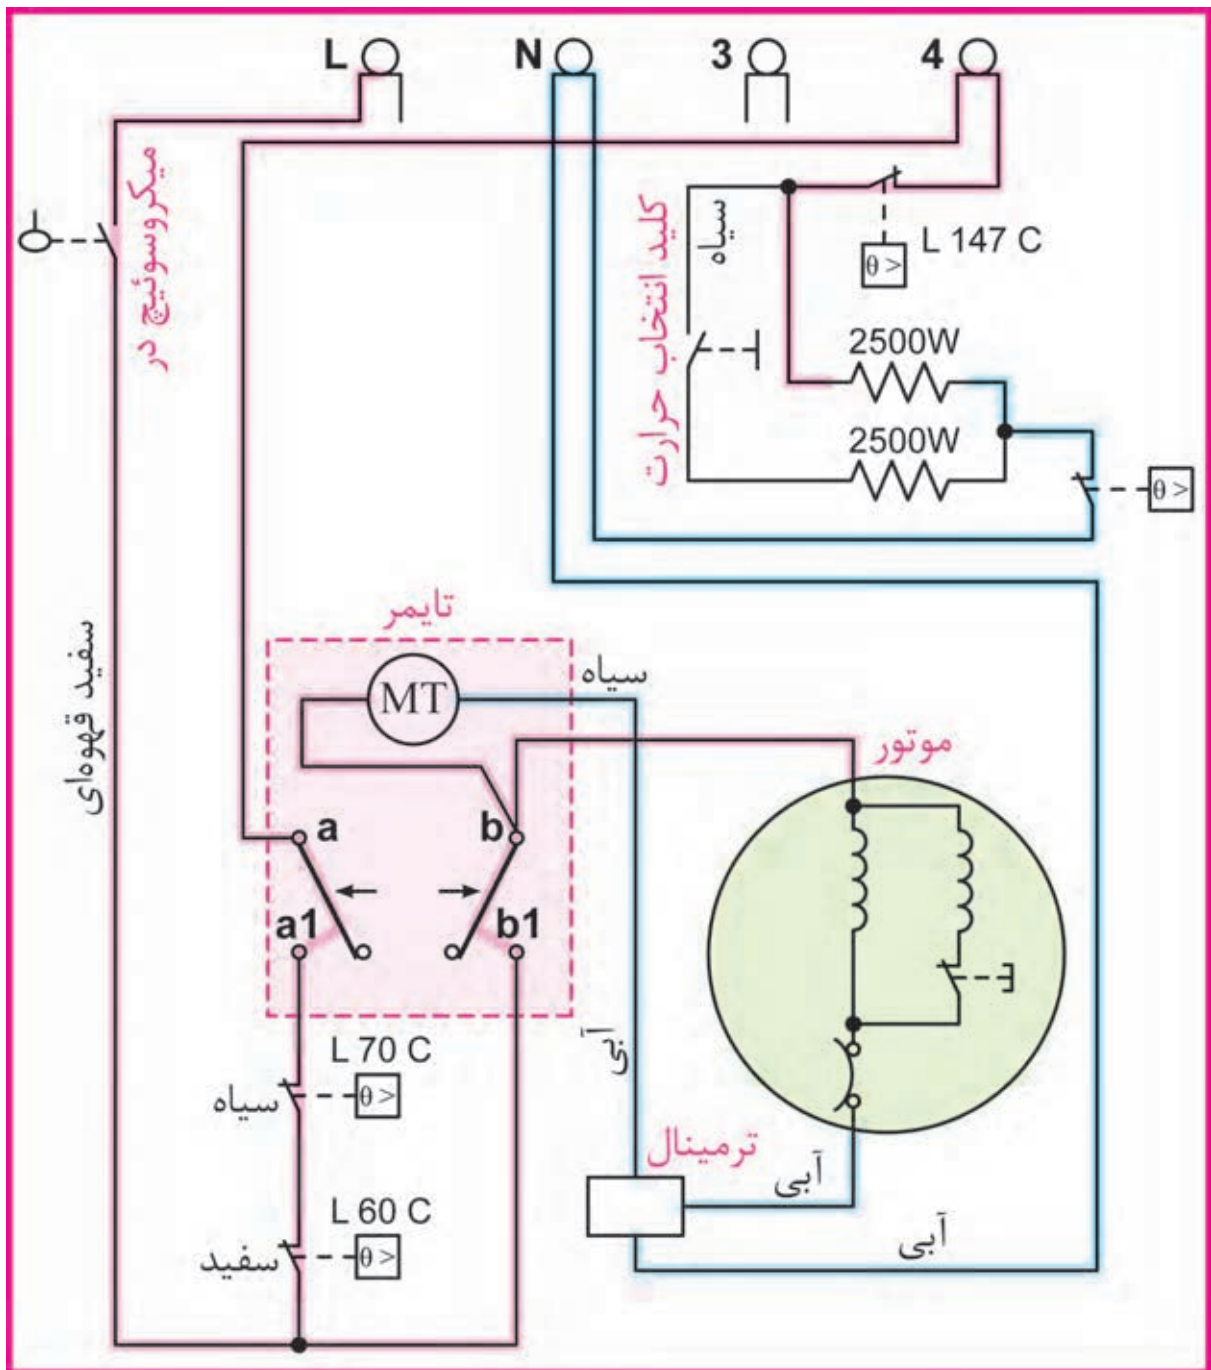 L
N
3
4
میکروسوئیچ در
کلید انتخاب حرارت
سیاه
L 147 C
θ >
2500W
2500W
θ >
سفید قهوه‌ای
تایمر
MT
سیاه
موتور
a
b
a1
b1
آبی
L 70 C
سیاه
θ >
ترمینال
آبی
L 60 C
سفید
θ >
آبی